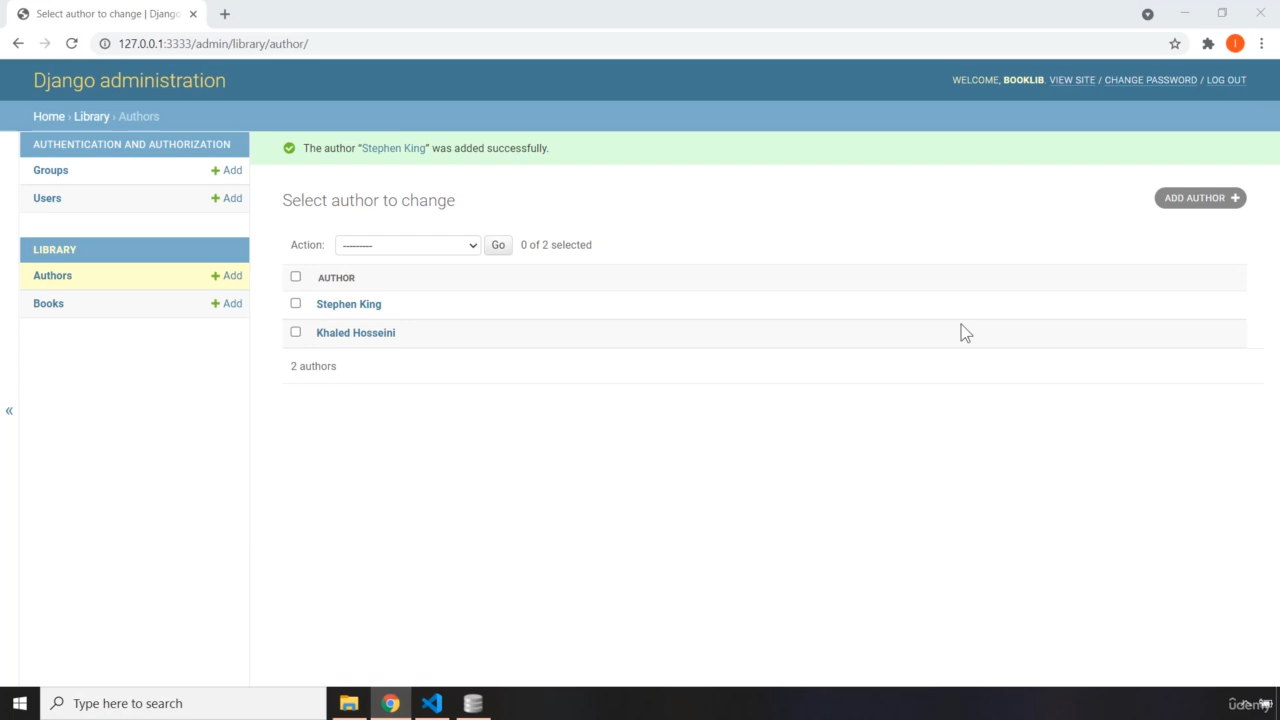 Select author to change | Django
127.0.0.1:3333/admin/library/author/
I
Django administration
WELCOME, BOOKLIB. VIEW SITE / CHANGE PASSWORD / LOG OUT
Home › Library › Authors
AUTHENTICATION AND AUTHORIZATION
Groups + Add
Users + Add
LIBRARY
Authors + Add
Books + Add
«
The author “Stephen King” was added successfully.
Select author to change
ADD AUTHOR +
Action: --------- Go 0 of 2 selected
AUTHOR
Stephen King
Khaled Hosseini
2 authors
Type here to search
udemy